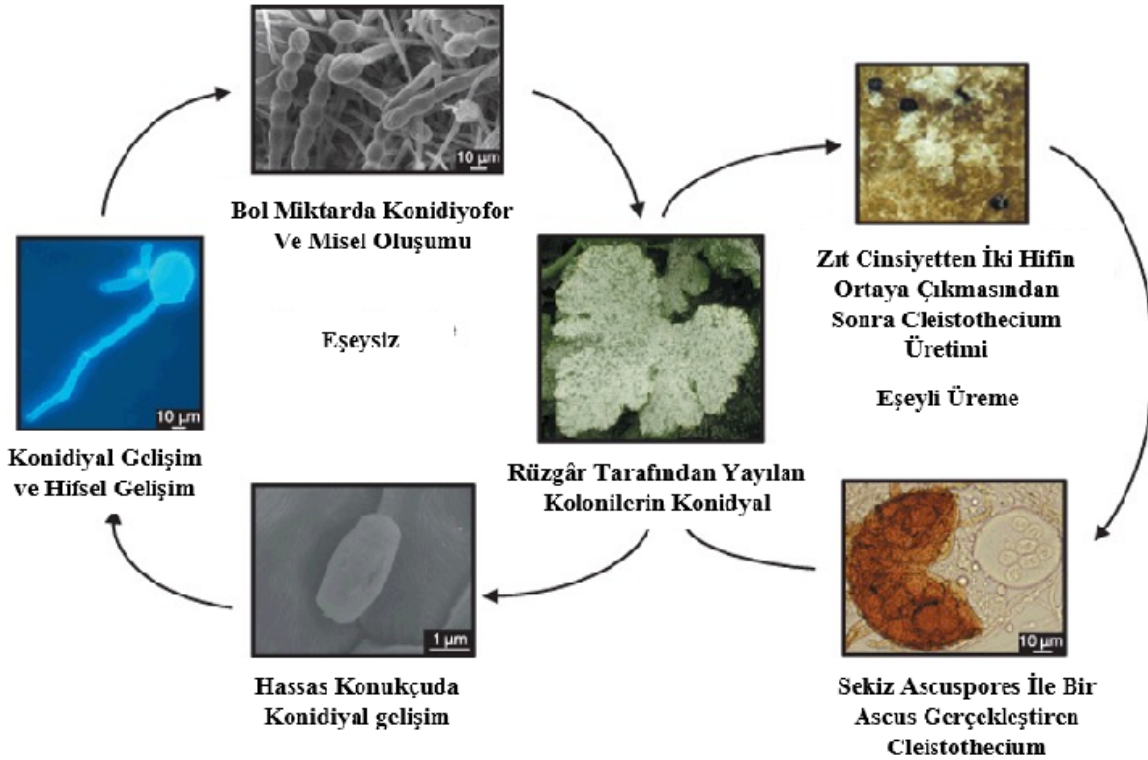 10 µm
Bol Miktarda Konidiyofor
Ve Misel Oluşumu
Zıt Cinsiyetten İki Hifin
Ortaya Çıkmasından
Sonra Cleistothecium
Üretimi
Eşeysiz
Eşeyli Üreme
10 µm
Konidiyal Gelişim
ve Hifsel Gelişim
Rüzgâr Tarafından Yayılan
Kolonilerin Konidyal
1 µm
Hassas Konukçuda
Konidiyal gelişim
10 µm
Sekiz Ascuspores İle Bir
Ascus Gerçekleştiren
Cleistothecium